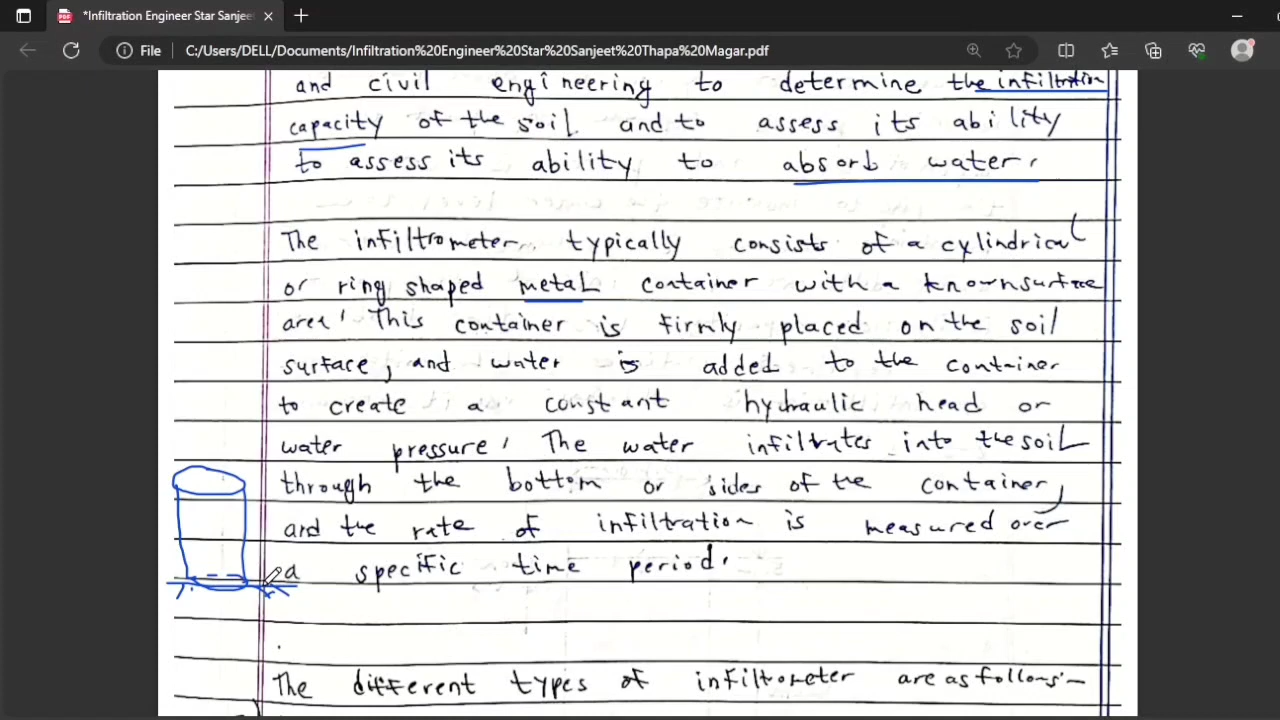 *Infiltration Engineer Star Sanjee
File
C:/Users/DELL/Documents/Infiltration%20Engineer%20Star%20Sanjeet%20Thapa%20Magar.pdf
and civil engineering to determine the infiltration
capacity of the soil and to assess its ability
to assess its ability to absorb water.
The infiltrometer typically consists of a cylindrical
or ring shaped metal container with a known surface
area. This container is firmly placed on the soil
surface, and water is added to the container
to create a constant hydraulic head or
water pressure. The water infiltrates into the soil
through the bottom or sides of the container,
and the rate of infiltration is measured over
a specific time period.
The different types of infiltrometer are as follows:-